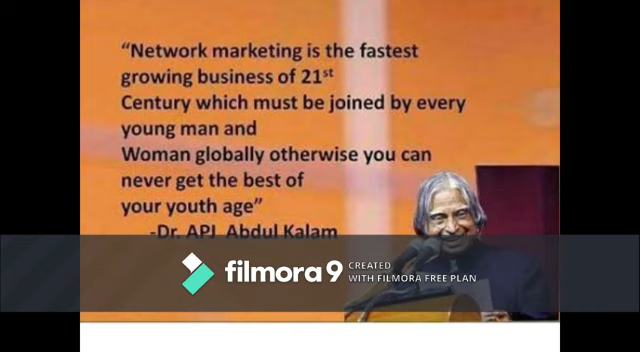 “Network marketing is the fastest
growing business of 21st
Century which must be joined by every
young man and
Woman globally otherwise you can
never get the best of
your youth age”
-Dr. APJ Abdul Kalam
filmora9
CREATED
WITH FILMORA FREE PLAN